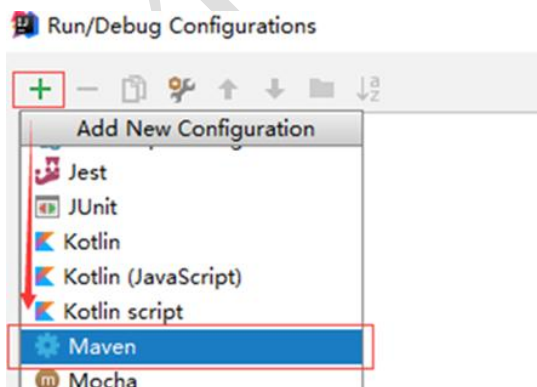 Run/Debug Configurations
Add New Configuration
Jest
JUnit
Kotlin
Kotlin (JavaScript)
Kotlin script
Maven
Mocha